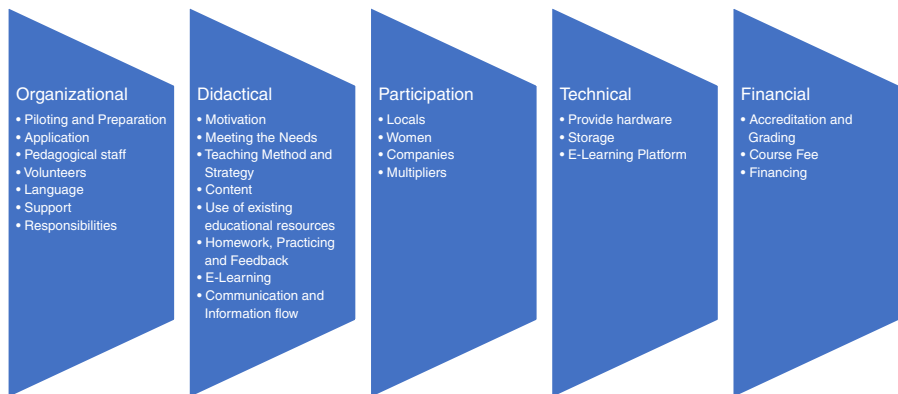 Organizational
• Piloting and Preparation
• Application
• Pedagogical staff
• Volunteers
• Language
• Support
• Responsibilities
Didactical
• Motivation
• Meeting the Needs
• Teaching Method and
Strategy
• Content
• Use of existing
educational resources
• Homework, Practicing
and Feedback
• E-Learning
• Communication and
Information flow
Participation
• Locals
• Women
• Companies
• Multipliers
Technical
• Provide hardware
• Storage
• E-Learning Platform
Financial
• Accreditation and
Grading
• Course Fee
• Financing